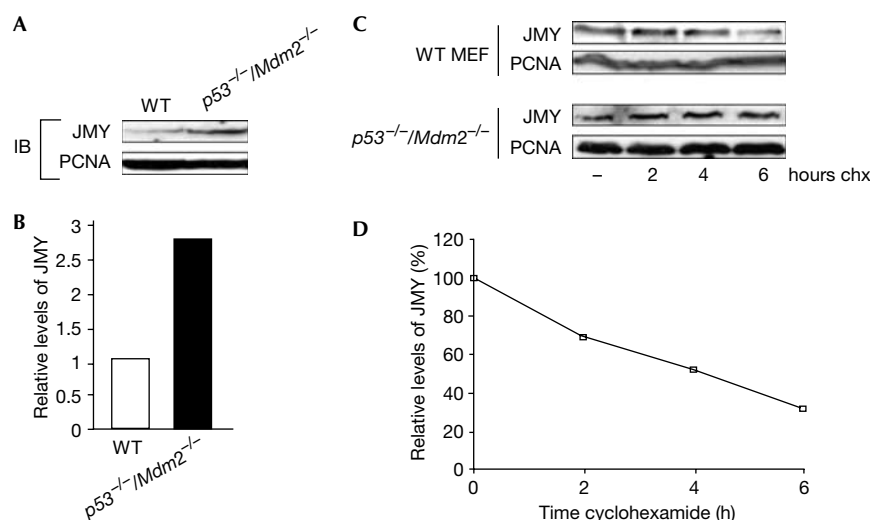 A
WT
p53−/−/Mdm2−/−
IB
JMY
PCNA
B
Relative levels of JMY
3
2.5
2
1.5
1
0.5
0
WT
p53−/−/Mdm2−/−
C
WT MEF
JMY
PCNA
p53−/−/Mdm2−/−
JMY
PCNA
– 2 4 6 hours chx
D
Relative levels of JMY (%)
120
100
80
60
40
20
0
0 2 4 6
Time cyclohexamide (h)